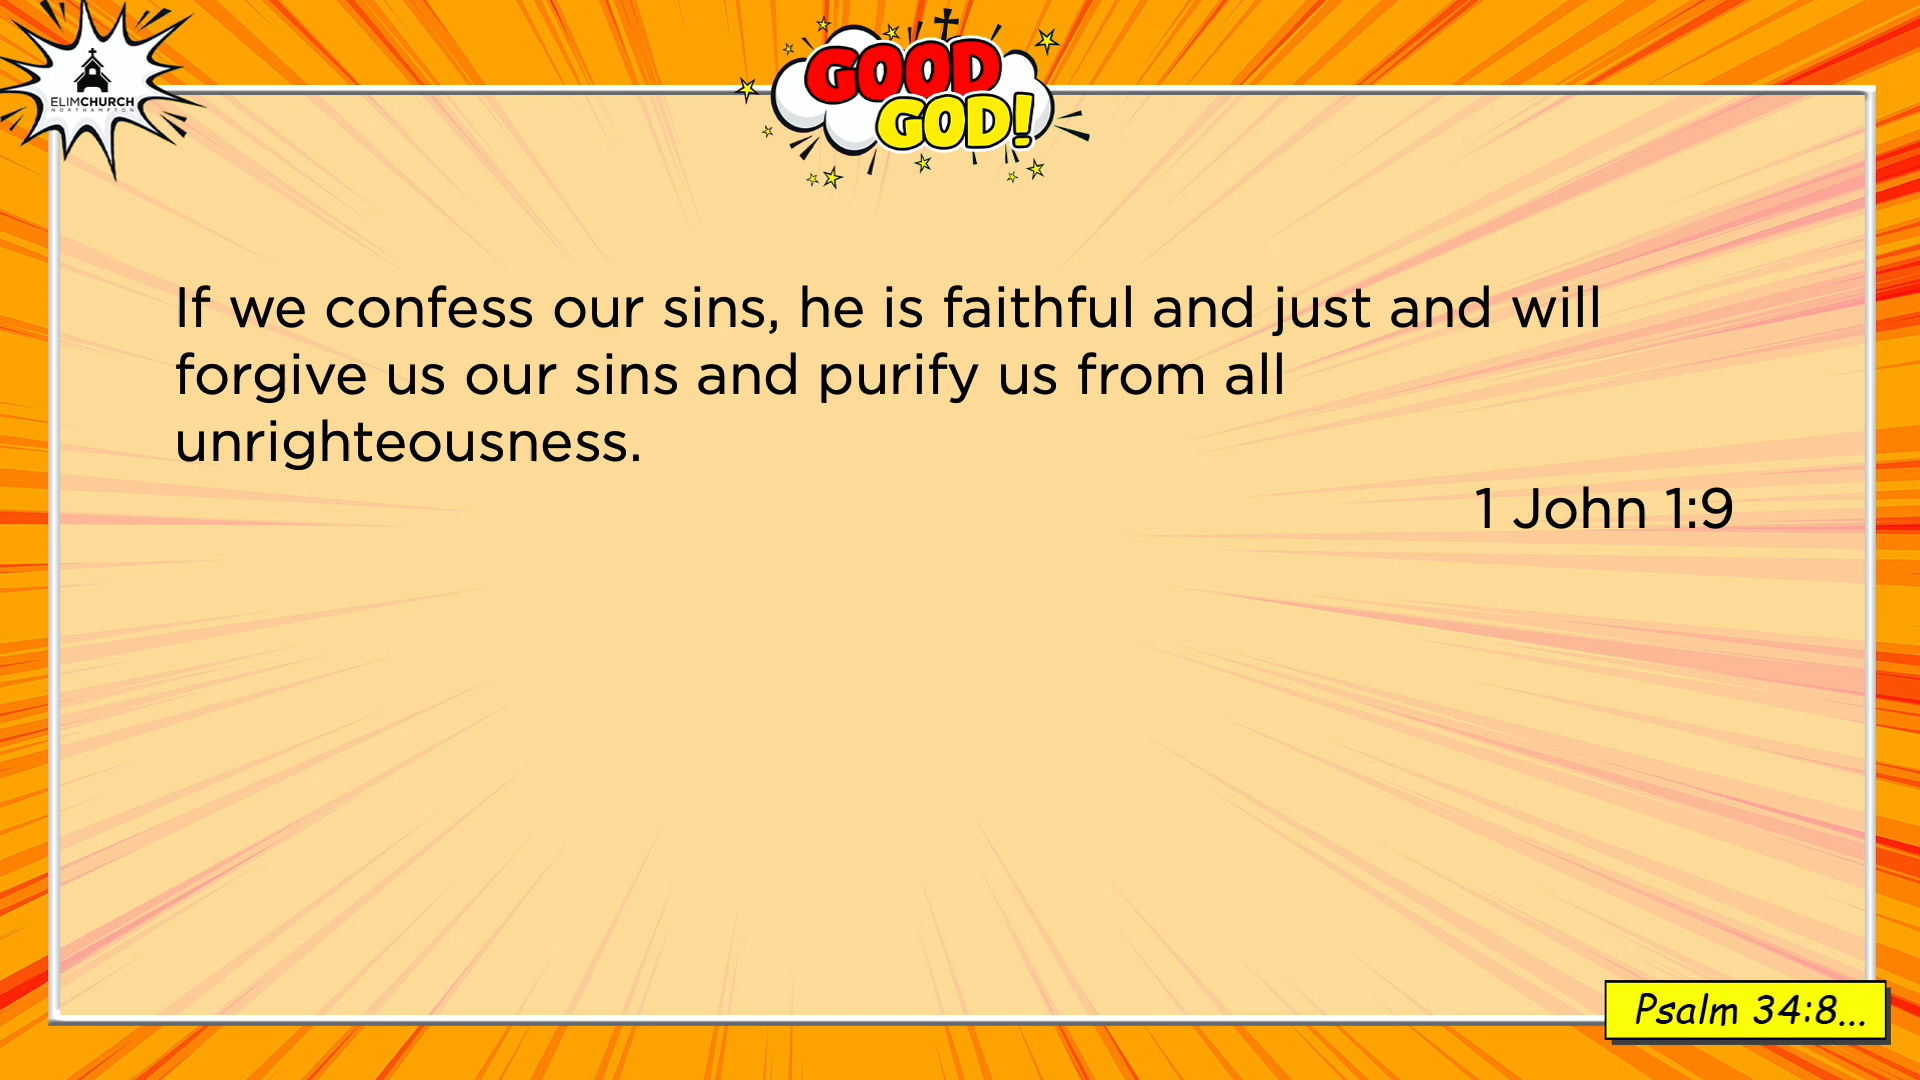 ELIMCHURCH
NORTHAMPTON
GOOD
GOD!
If we confess our sins, he is faithful and just and will
forgive us our sins and purify us from all
unrighteousness.
1 John 1:9
Psalm 34:8...